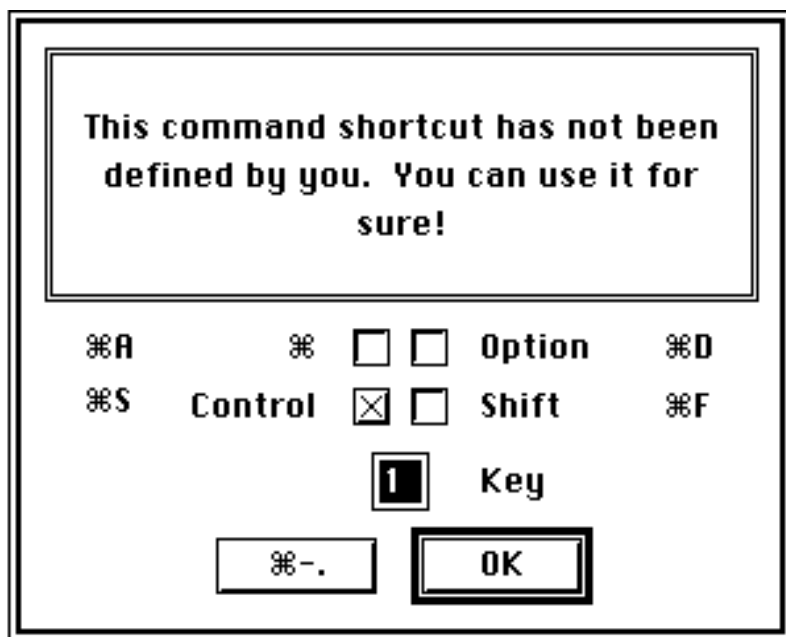 This command shortcut has not been
defined by you.  You can use it for
sure!
⌘A ⌘ Option ⌘D
⌘S Control Shift ⌘F
1 Key
⌘-. OK